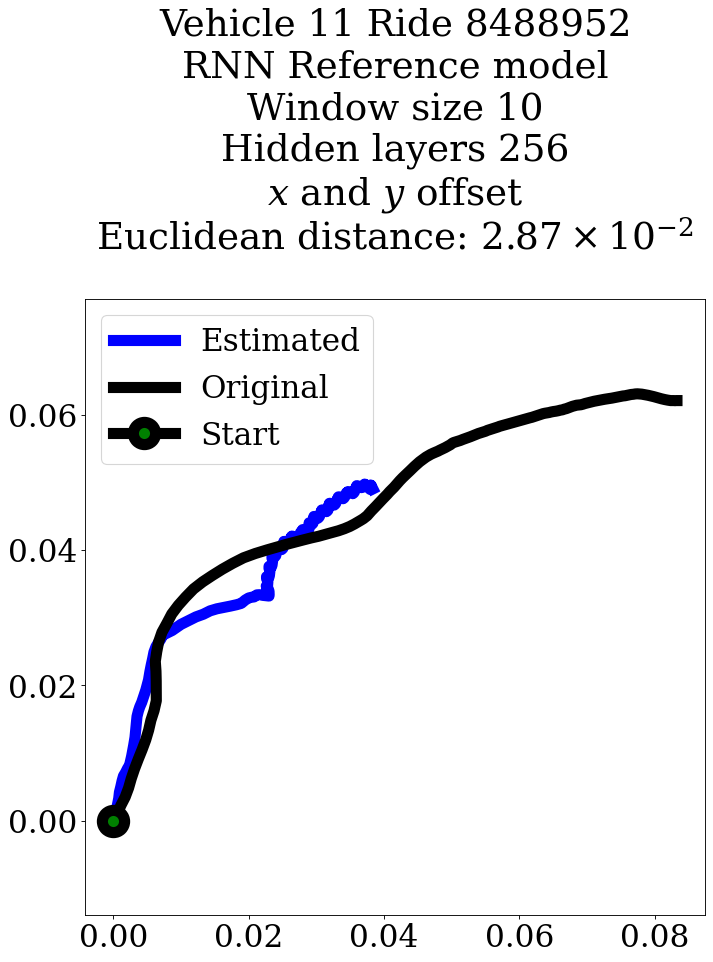 Vehicle 11 Ride 8488952
RNN Reference model
Window size 10
Hidden layers 256
x and y offset
Euclidean distance: 2.87 × 10⁻²
Estimated
Original
Start
0.06
0.04
0.02
0.00
0.00 0.02 0.04 0.06 0.08